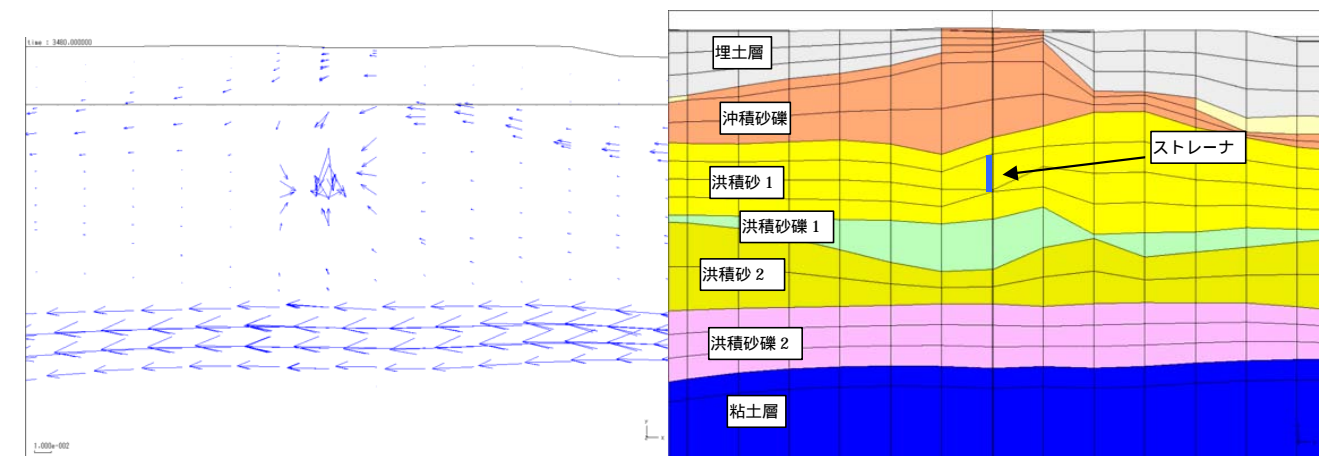 time : 3480.000000
埋土層
沖積砂礫
ストレーナ
洪積砂 1
洪積砂礫 1
洪積砂 2
洪積砂礫 2
粘土層
1.000e-002